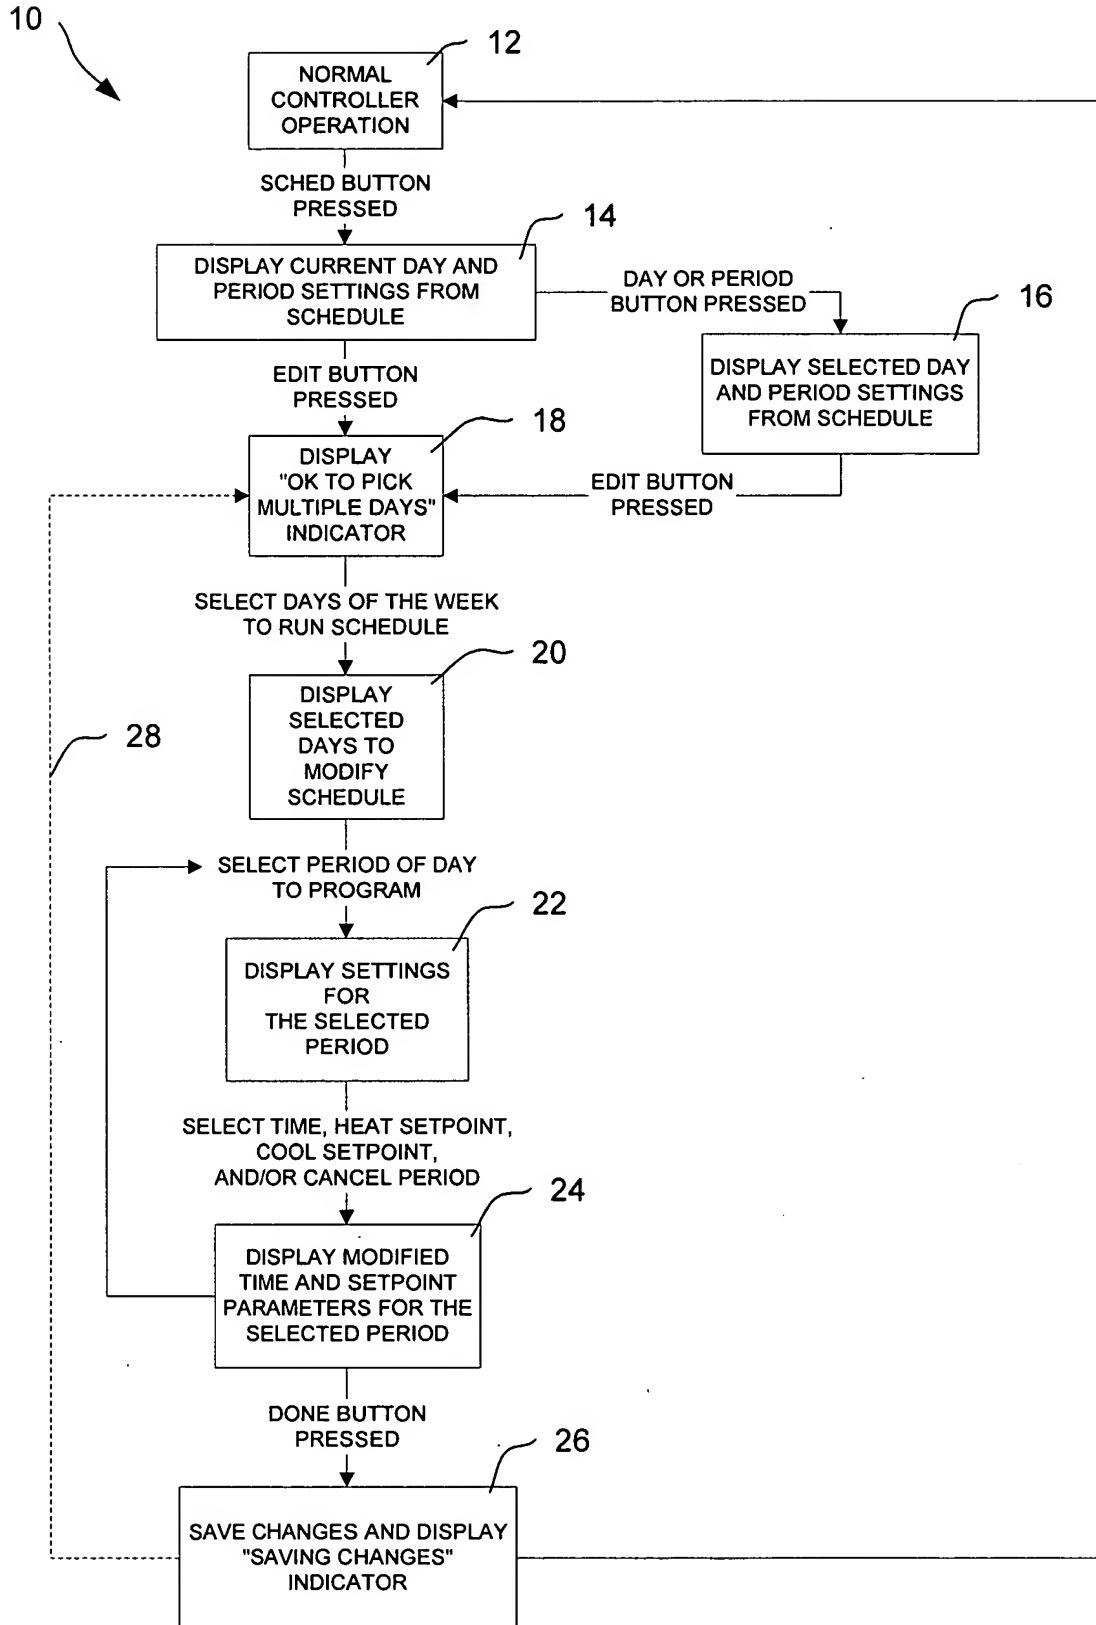 10
12
NORMAL
CONTROLLER
OPERATION
SCHED BUTTON
PRESSED
14
DISPLAY CURRENT DAY AND
PERIOD SETTINGS FROM
SCHEDULE
DAY OR PERIOD
BUTTON PRESSED
16
DISPLAY SELECTED DAY
AND PERIOD SETTINGS
FROM SCHEDULE
EDIT BUTTON
PRESSED
18
DISPLAY
"OK TO PICK
MULTIPLE DAYS"
INDICATOR
EDIT BUTTON
PRESSED
SELECT DAYS OF THE WEEK
TO RUN SCHEDULE
20
DISPLAY
SELECTED
DAYS TO
MODIFY
SCHEDULE
28
SELECT PERIOD OF DAY
TO PROGRAM
22
DISPLAY SETTINGS
FOR
THE SELECTED
PERIOD
SELECT TIME, HEAT SETPOINT,
COOL SETPOINT,
AND/OR CANCEL PERIOD
24
DISPLAY MODIFIED
TIME AND SETPOINT
PARAMETERS FOR THE
SELECTED PERIOD
DONE BUTTON
PRESSED
26
SAVE CHANGES AND DISPLAY
"SAVING CHANGES"
INDICATOR